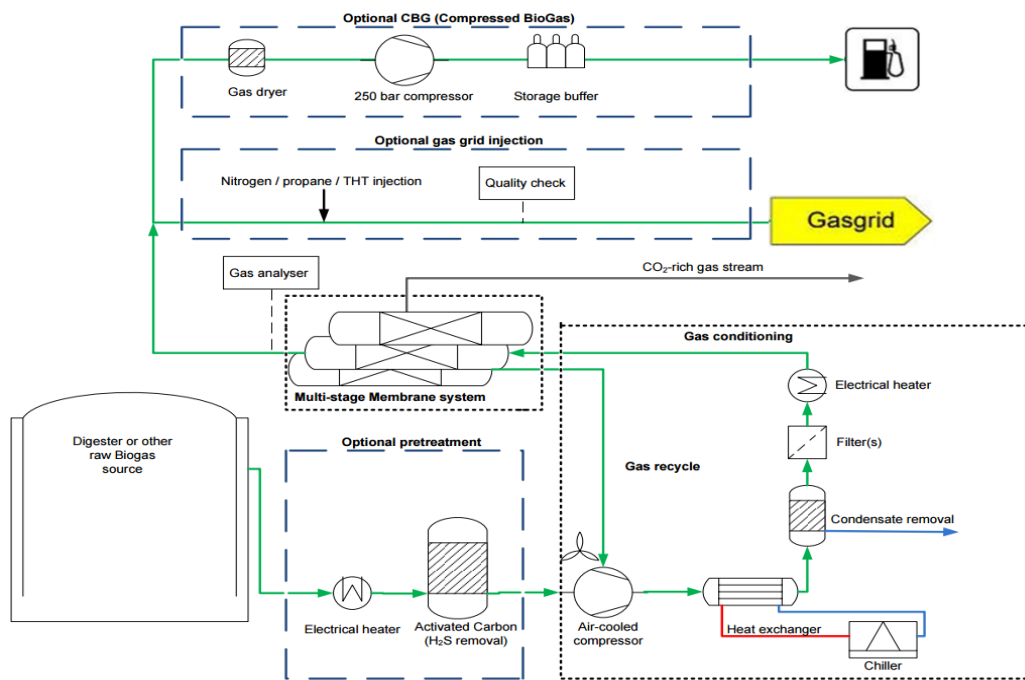 Optional CBG (Compressed BioGas)
Gas dryer
250 bar compressor
Storage buffer
Optional gas grid injection
Nitrogen / propane / THT injection
Quality check
Gasgrid
CO₂-rich gas stream
Gas analyser
Gas conditioning
Multi-stage Membrane system
Electrical heater
Digester or other
raw Biogas
source
Optional pretreatment
Filter(s)
Gas recycle
Condensate removal
Electrical heater
Activated Carbon
(H₂S removal)
Air-cooled
compressor
Heat exchanger
Chiller